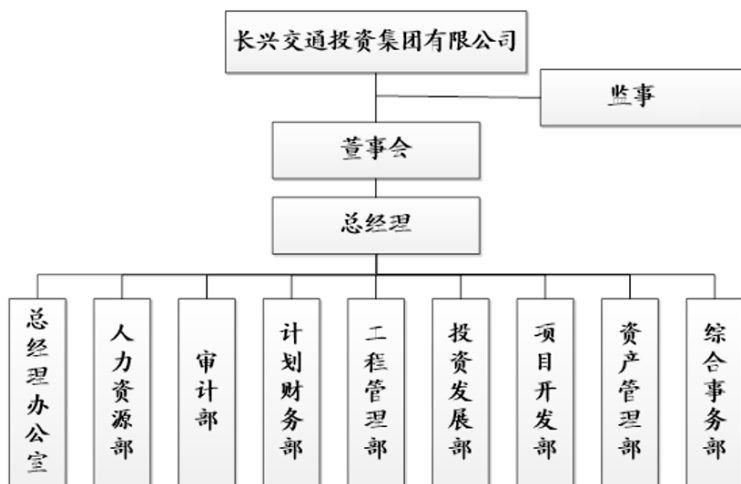 长兴交通投资集团有限公司
监事
董事会
总经理
总经理办公室
人力资源部
审计部
计划财务部
工程管理部
投资发展部
项目开发部
资产管理部
综合事务部